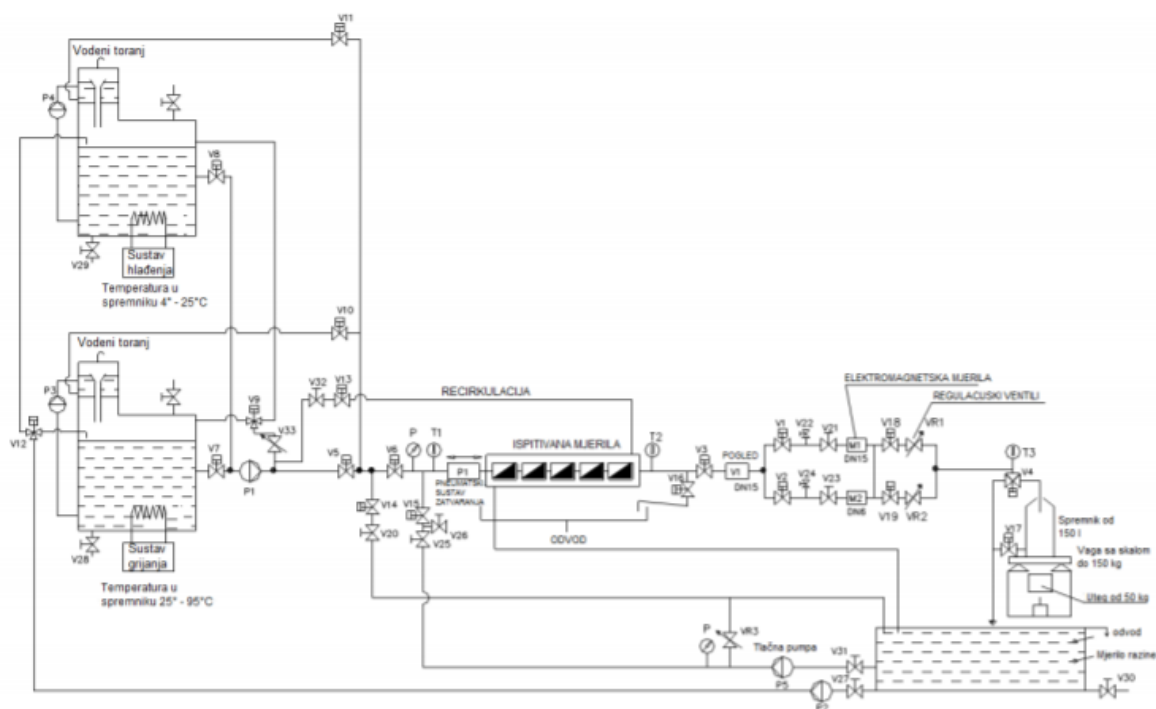 V11
Vodeni toranj
P4
V8
V29
Sustav
hlađenja
Temperatura u
spremniku 4° - 25°C
V10
Vodeni toranj
P3
V12
V9
V32
V13
V33
RECIRKULACIJA
V7
P1
V5
V6
P
T1
P1
PNEUMATSKI
SUSTAV
ZATVARANJA
ISPITIVANA MJERILA
T2
V16
V3
POGLED
V1
DN15
ELEKTROMAGNETSKA MJERILA
REGULACIJSKI VENTILI
V1
V22
V21
M1
DN15
V18
VR1
V24
V23
M2
DN6
V19
VR2
T3
V4
V17
Spremnik od
150 l
Vaga sa skalom
do 150 kg
Uteg od 50 kg
V14
V20
V15
V26
V25
ODVOD
V28
Sustav
grijanja
Temperatura u
spremniku 25° - 95°C
P
VR3
Tlačna pumpa
P5
V31
V27
odvod
Mjerilo razine
V30